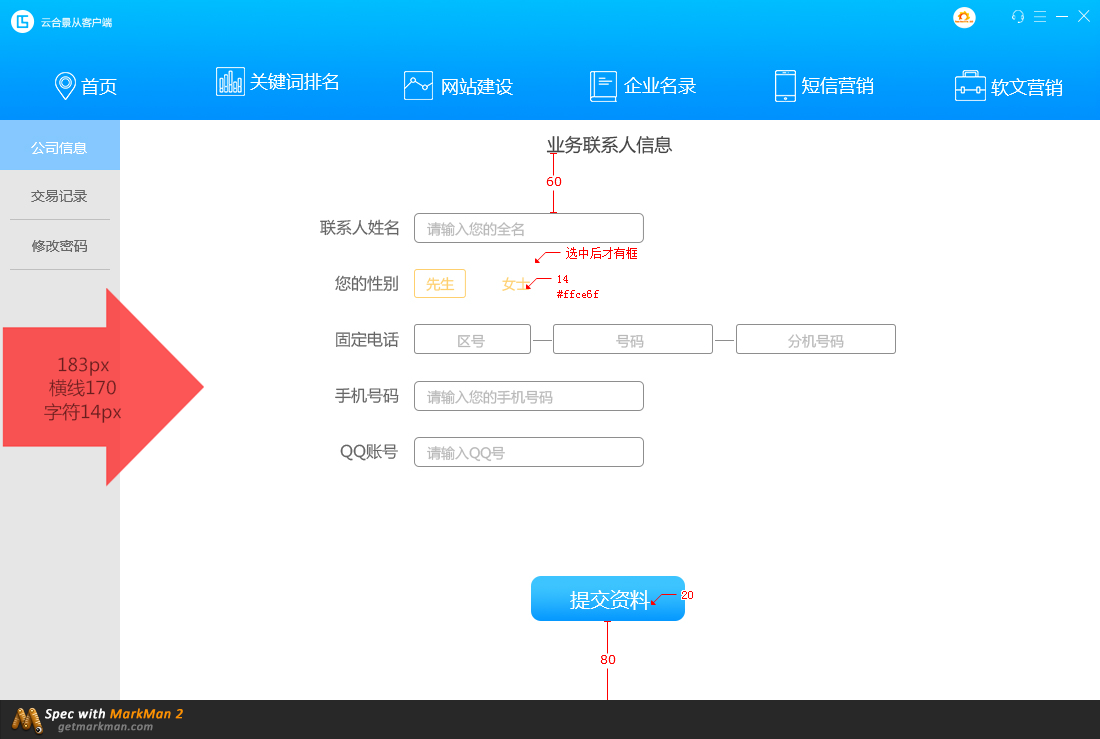 云合景从客户端
首页
关键词排名
网站建设
企业名录
短信营销
软文营销
公司信息
交易记录
修改密码
183px
横线170
字符14px
业务联系人信息
60
联系人姓名 请输入您的全名
选中后才有框
您的性别 先生 女士
14
#ffce6f
固定电话 区号 号码 分机号码
手机号码 请输入您的手机号码
QQ账号 请输入QQ号
提交资料
20
80
Spec with MarkMan 2
getmarkman.com